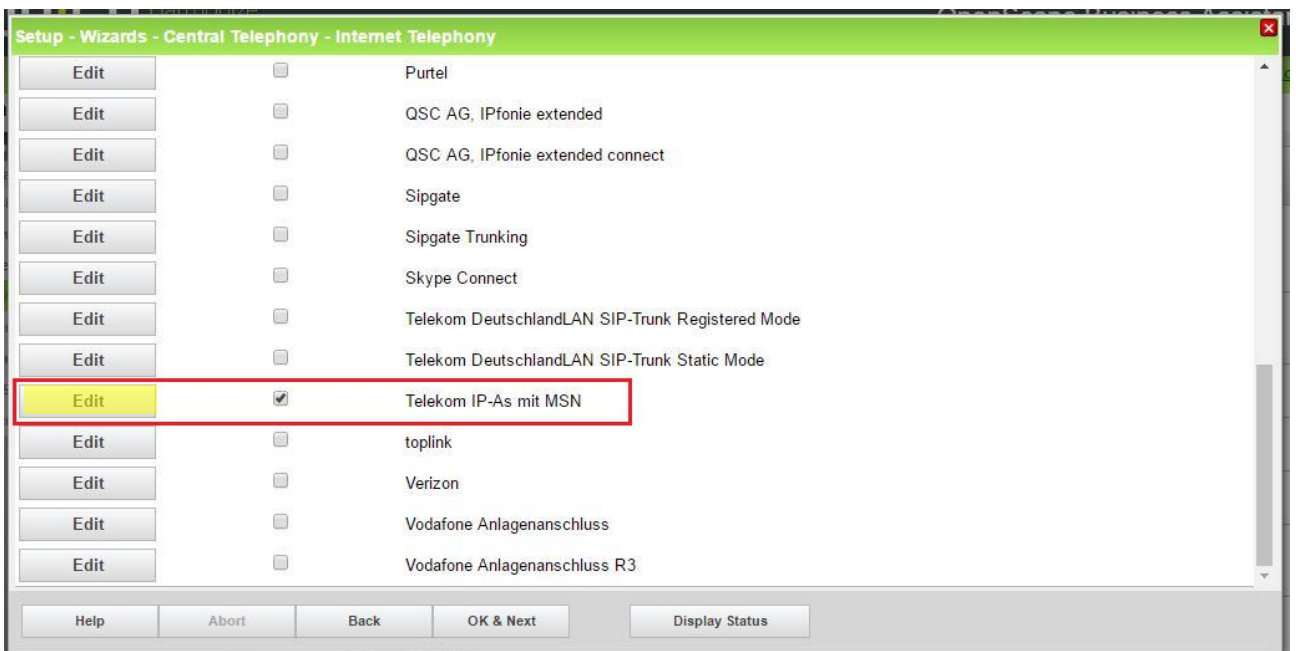 Setup - Wizards - Central Telephony - Internet Telephony
Edit Purtel
Edit QSC AG, IPfonie extended
Edit QSC AG, IPfonie extended connect
Edit Sipgate
Edit Sipgate Trunking
Edit Skype Connect
Edit Telekom DeutschlandLAN SIP-Trunk Registered Mode
Edit Telekom DeutschlandLAN SIP-Trunk Static Mode
Edit Telekom IP-As mit MSN
Edit toplink
Edit Verizon
Edit Vodafone Anlagenanschluss
Edit Vodafone Anlagenanschluss R3
Help Abort Back OK & Next Display Status